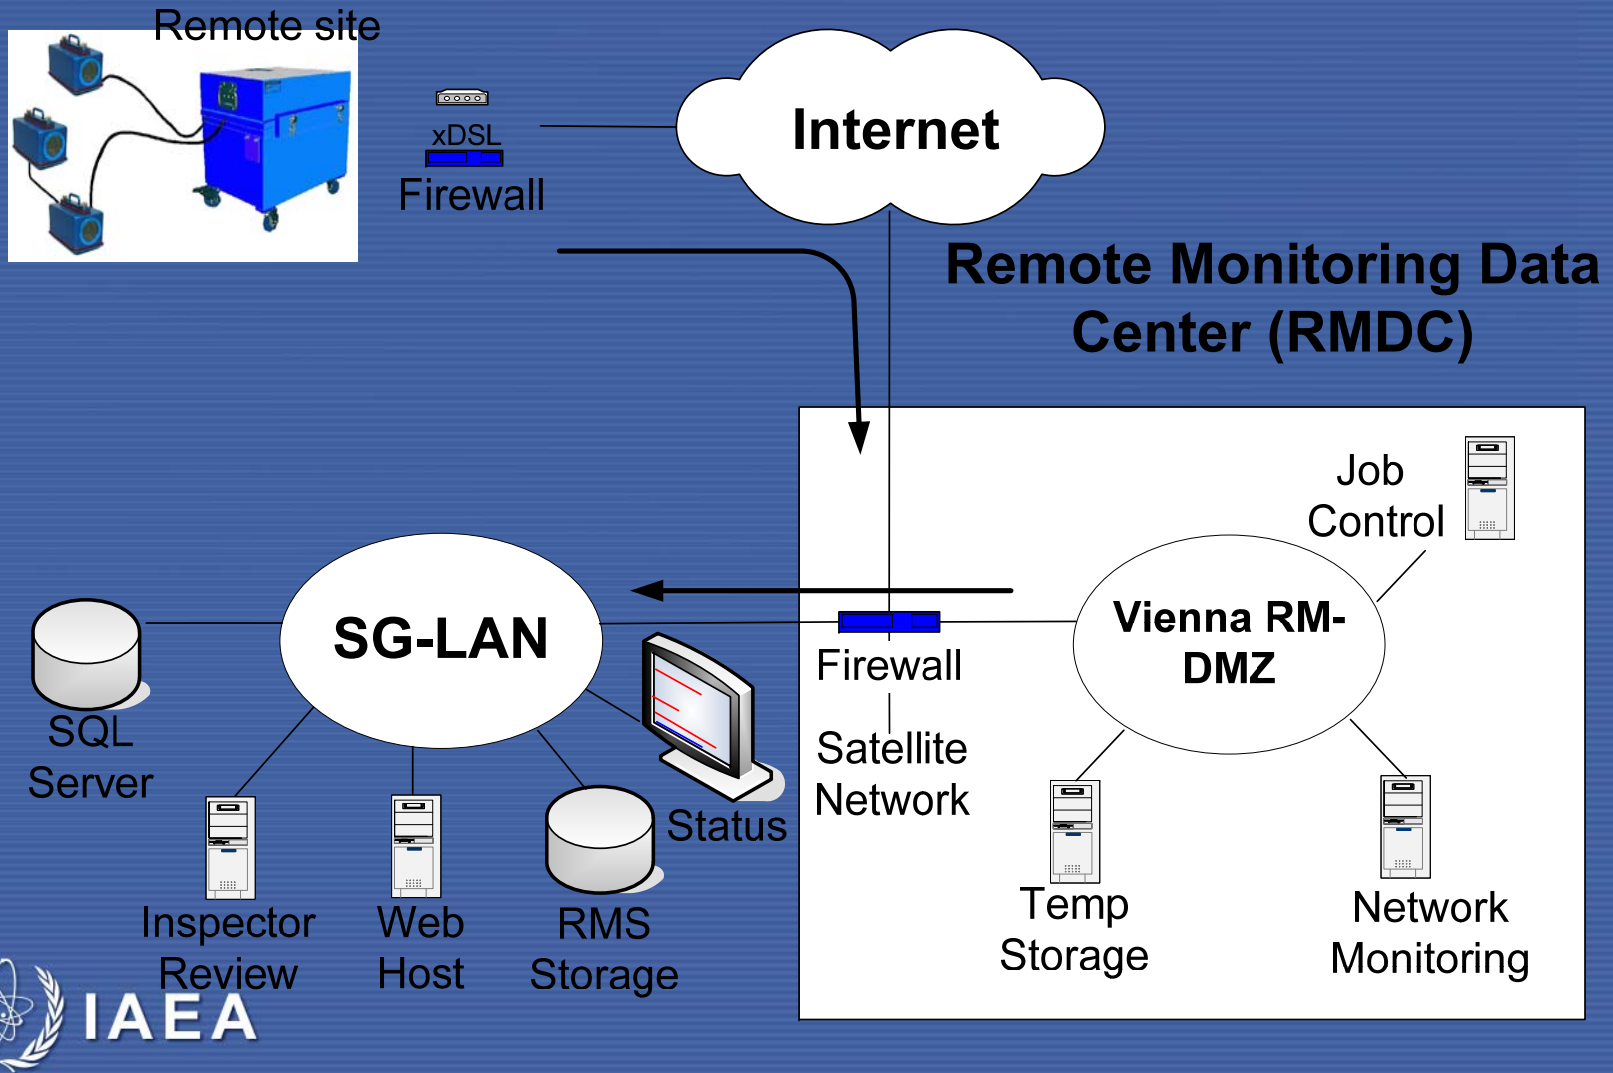 Remote site
xDSL
Firewall
Internet
Remote Monitoring Data
Center (RMDC)
Job
Control
SG-LAN
Vienna RM-
DMZ
Firewall
Satellite
Network
SQL
Server
Status
Inspector
Review
Web
Host
RMS
Storage
Temp
Storage
Network
Monitoring
IAEA